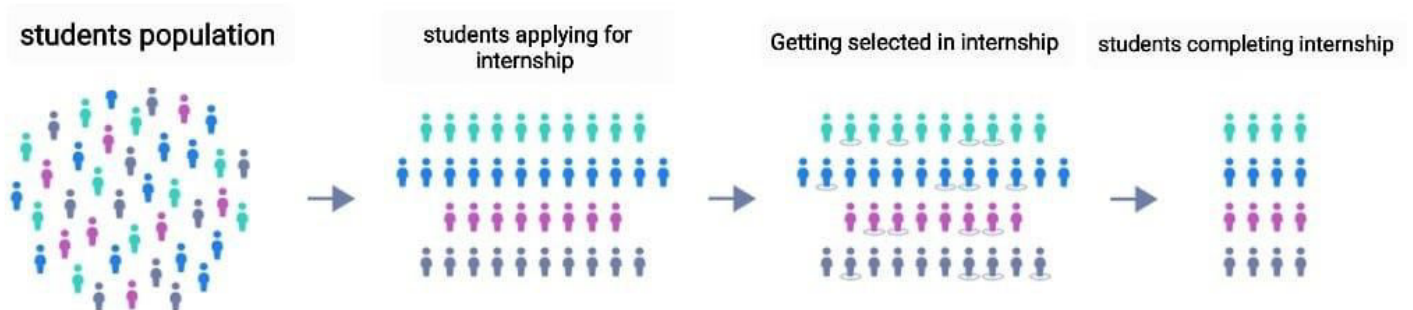 students population
students applying for
internship
Getting selected in internship
students completing internship